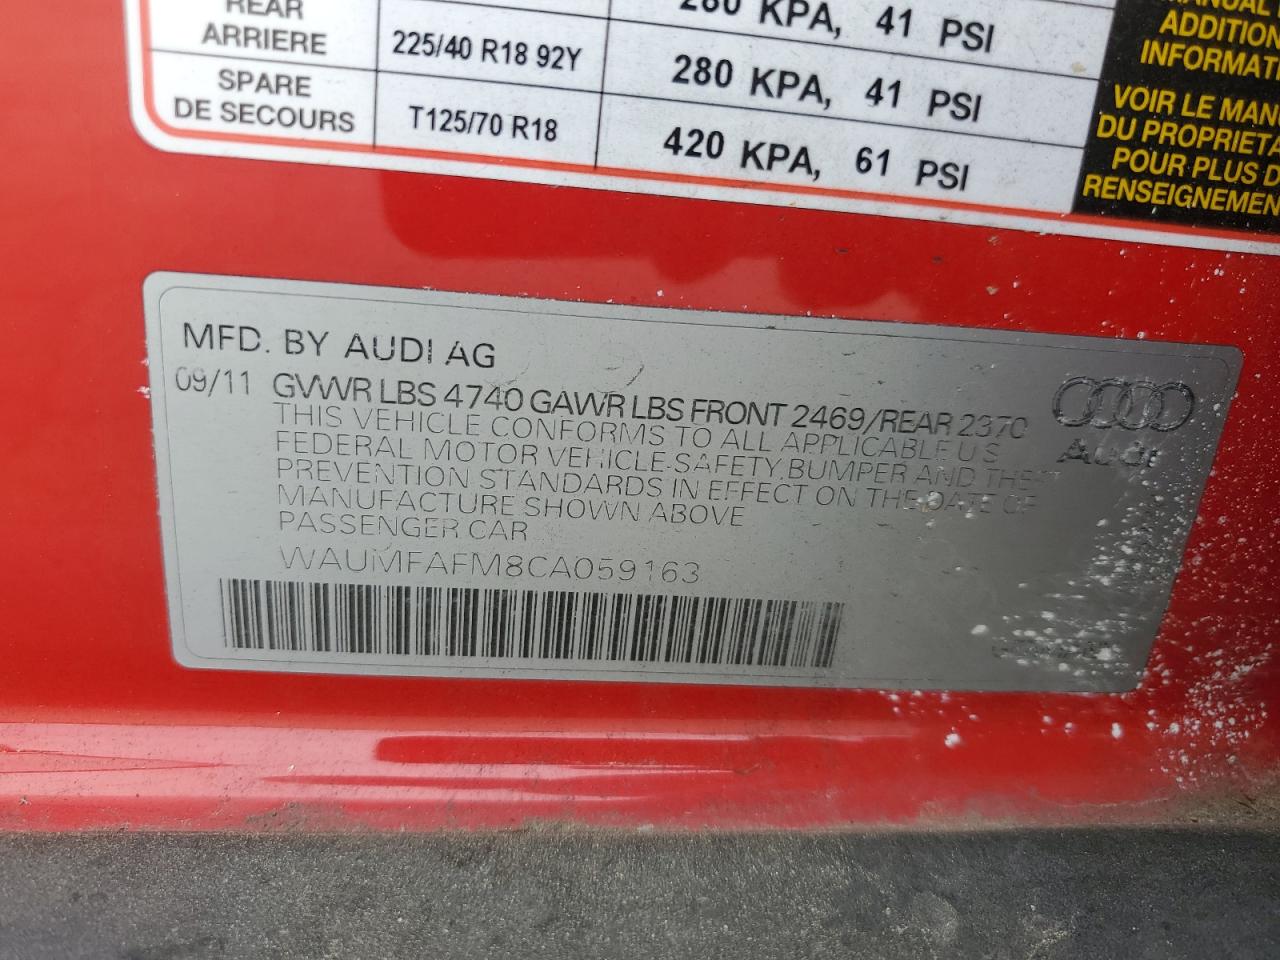 REAR
ARRIERE
225/40 R18 92Y
280 KPA, 41 PSI
280 KPA, 41 PSI
SPARE
DE SECOURS
T125/70 R18
420 KPA, 61 PSI
MANUAL
ADDITION
INFORMATI
VOIR LE MAN
DU PROPRIETA
POUR PLUS D
RENSEIGNEMEN
MFD. BY AUDI AG
09/11 GVWR LBS 4740 GAWR LBS FRONT 2469/REAR 2370
THIS VEHICLE CONFORMS TO ALL APPLICABLE U S
FEDERAL MOTOR VEHICLE SAFETY, BUMPER AND THEFT
PREVENTION STANDARDS IN EFFECT ON THE DATE OF
MANUFACTURE SHOWN ABOVE
PASSENGER CAR
WAUMFAFM8CA059163
Audi